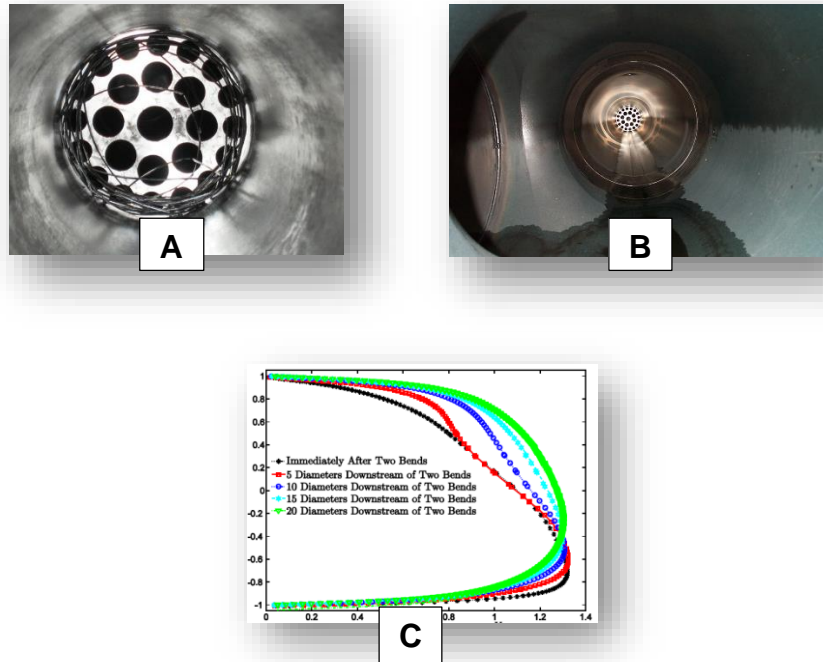 A
B
1
0.8
0.6
0.4
0.2
0
-0.2
-0.4
-0.6
-0.8
-1
Immediately After Two Bends
5 Diameters Downstream of Two Bends
10 Diameters Downstream of Two Bends
15 Diameters Downstream of Two Bends
20 Diameters Downstream of Two Bends
0 0.2 0.4 0.8 1 1.2 1.4
C